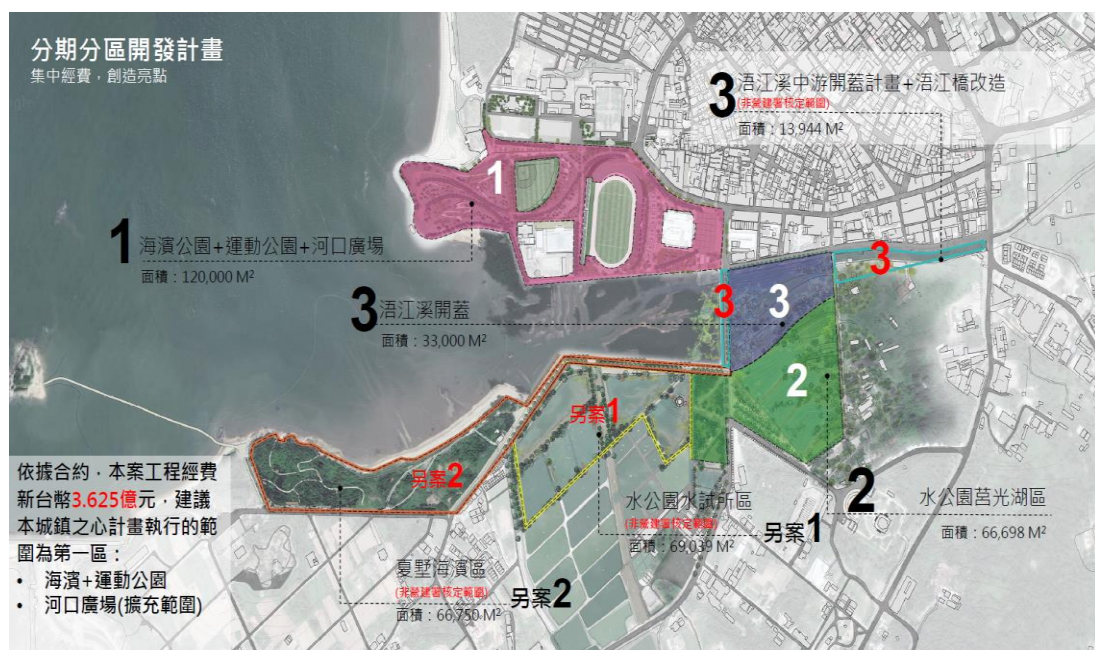 分期分區開發計畫
集中經費，創造亮點
3 浯江溪中游開蓋計畫+浯江橋改造
(非營建署核定範圍)
面積：13,944 M²
1
1 海濱公園+運動公園+河口廣場
面積：120,000 M²
3
3
3
3 浯江溪開蓋
面積：33,000 M²
2
另案1
另案2
依據合約，本案工程經費
新台幣3.625億元，建議
本城鎮之心計畫執行的範
圍為第一區：
• 海濱+運動公園
• 河口廣場(擴充範圍)
水公園水試所區
(非營建署核定範圍)
面積：69,039 M²
另案1
2 水公園莒光湖區
面積：66,698 M²
夏墅海濱區
(非營建署核定範圍)
面積：66,750 M²
另案2